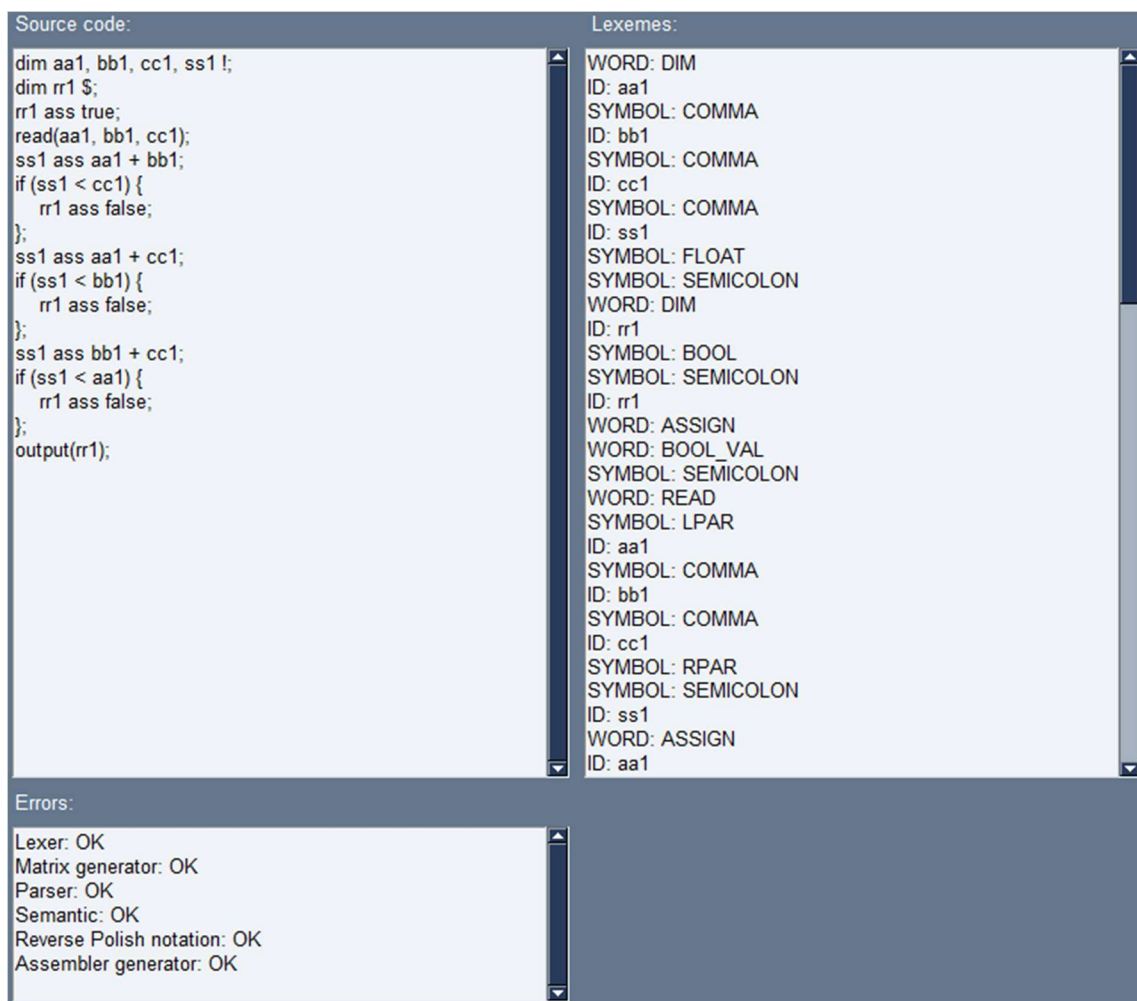 Source code:
dim aa1, bb1, cc1, ss1 !;
dim rr1 $;
rr1 ass true;
read(aa1, bb1, cc1);
ss1 ass aa1 + bb1;
if (ss1 < cc1) {
rr1 ass false;
};
ss1 ass aa1 + cc1;
if (ss1 < bb1) {
rr1 ass false;
};
ss1 ass bb1 + cc1;
if (ss1 < aa1) {
rr1 ass false;
};
output(rr1);
Lexemes:
WORD: DIM
ID: aa1
SYMBOL: COMMA
ID: bb1
SYMBOL: COMMA
ID: cc1
SYMBOL: COMMA
ID: ss1
SYMBOL: FLOAT
SYMBOL: SEMICOLON
WORD: DIM
ID: rr1
SYMBOL: BOOL
SYMBOL: SEMICOLON
ID: rr1
WORD: ASSIGN
WORD: BOOL_VAL
SYMBOL: SEMICOLON
WORD: READ
SYMBOL: LPAR
ID: aa1
SYMBOL: COMMA
ID: bb1
SYMBOL: COMMA
ID: cc1
SYMBOL: RPAR
SYMBOL: SEMICOLON
ID: ss1
WORD: ASSIGN
ID: aa1
Errors:
Lexer: OK
Matrix generator: OK
Parser: OK
Semantic: OK
Reverse Polish notation: OK
Assembler generator: OK